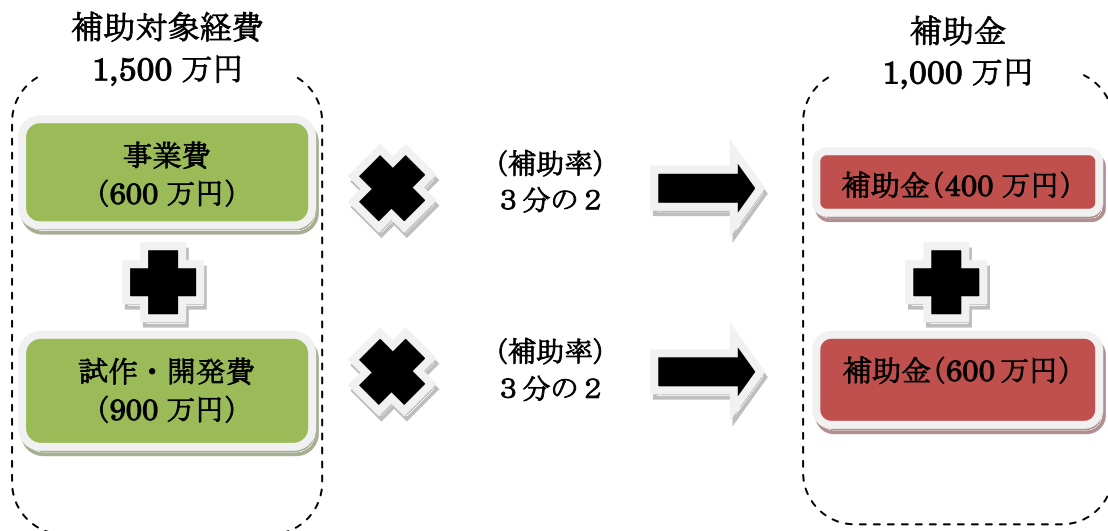 補助対象経費
1,500 万円
補助金
1,000 万円
事業費
(600 万円)
(補助率)
３分の２
補助金(400 万円)
試作・開発費
(900 万円)
(補助率)
３分の２
補助金(600 万円)